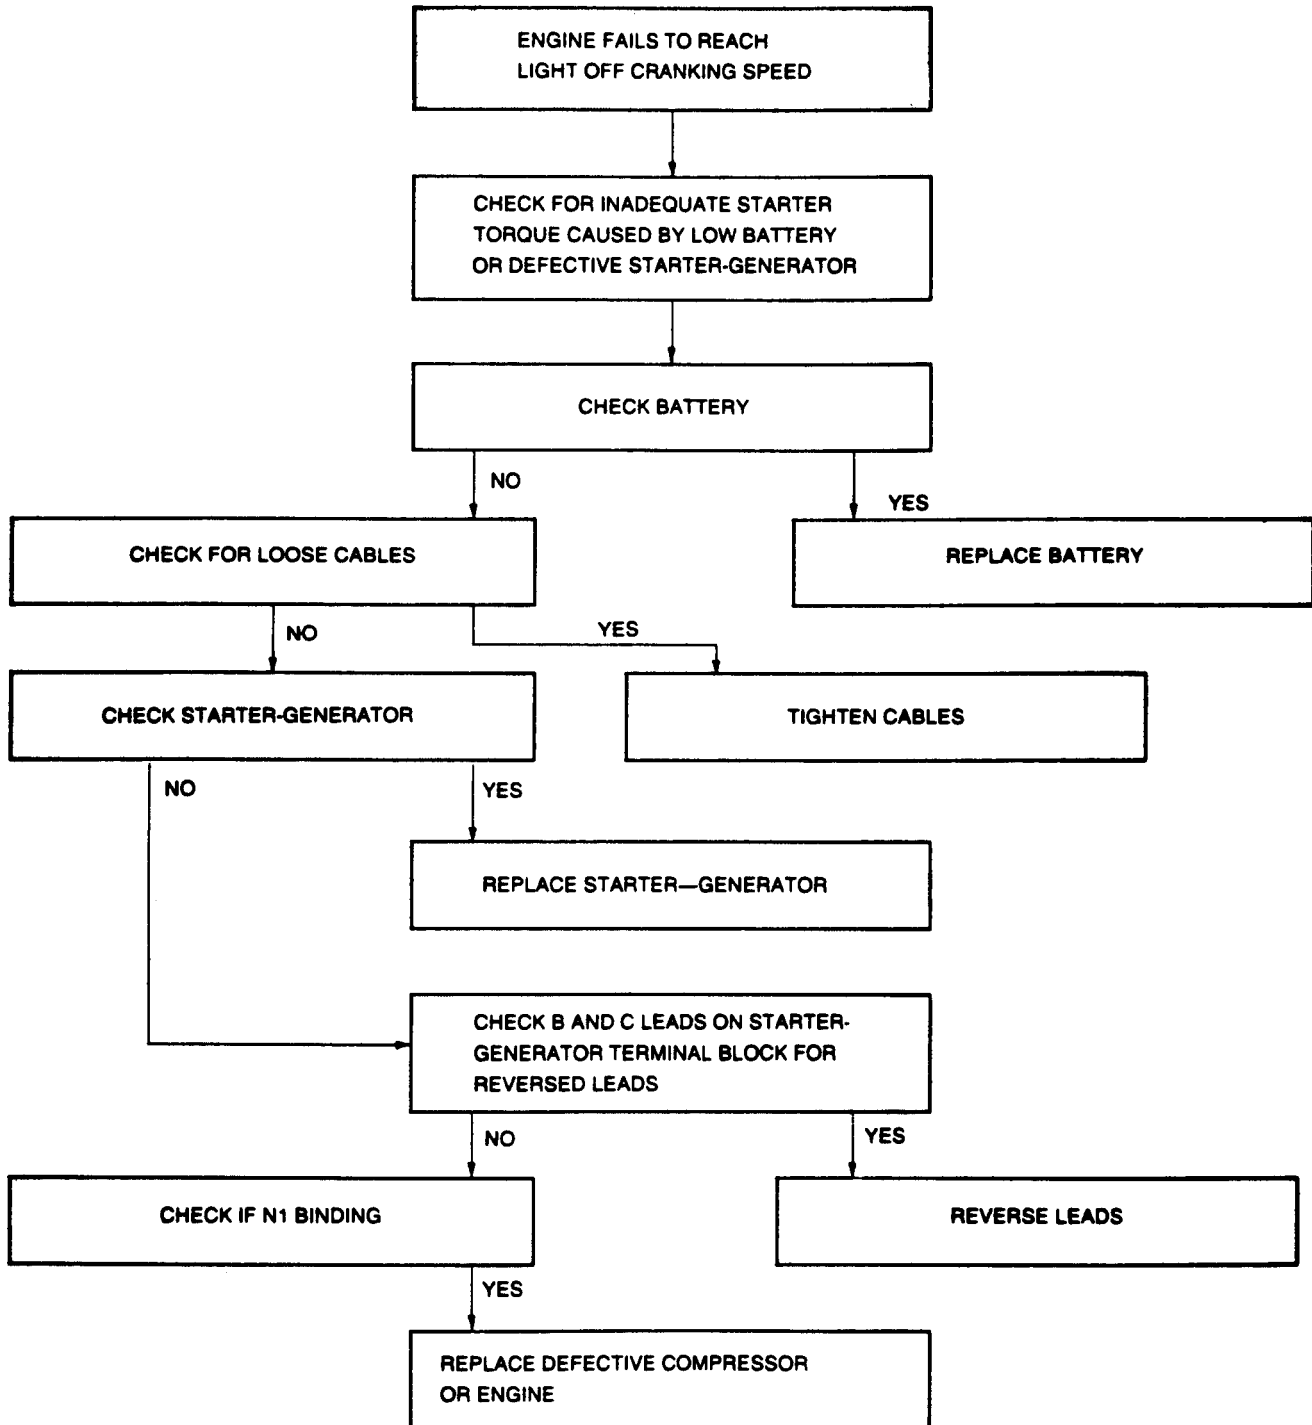 ENGINE FAILS TO REACH
LIGHT OFF CRANKING SPEED
CHECK FOR INADEQUATE STARTER
TORQUE CAUSED BY LOW BATTERY
OR DEFECTIVE STARTER-GENERATOR
CHECK BATTERY
NO
YES
CHECK FOR LOOSE CABLES
REPLACE BATTERY
NO
YES
CHECK STARTER-GENERATOR
TIGHTEN CABLES
NO
YES
REPLACE STARTER—GENERATOR
CHECK B AND C LEADS ON STARTER-
GENERATOR TERMINAL BLOCK FOR
REVERSED LEADS
NO
YES
CHECK IF N1 BINDING
REVERSE LEADS
YES
REPLACE DEFECTIVE COMPRESSOR
OR ENGINE